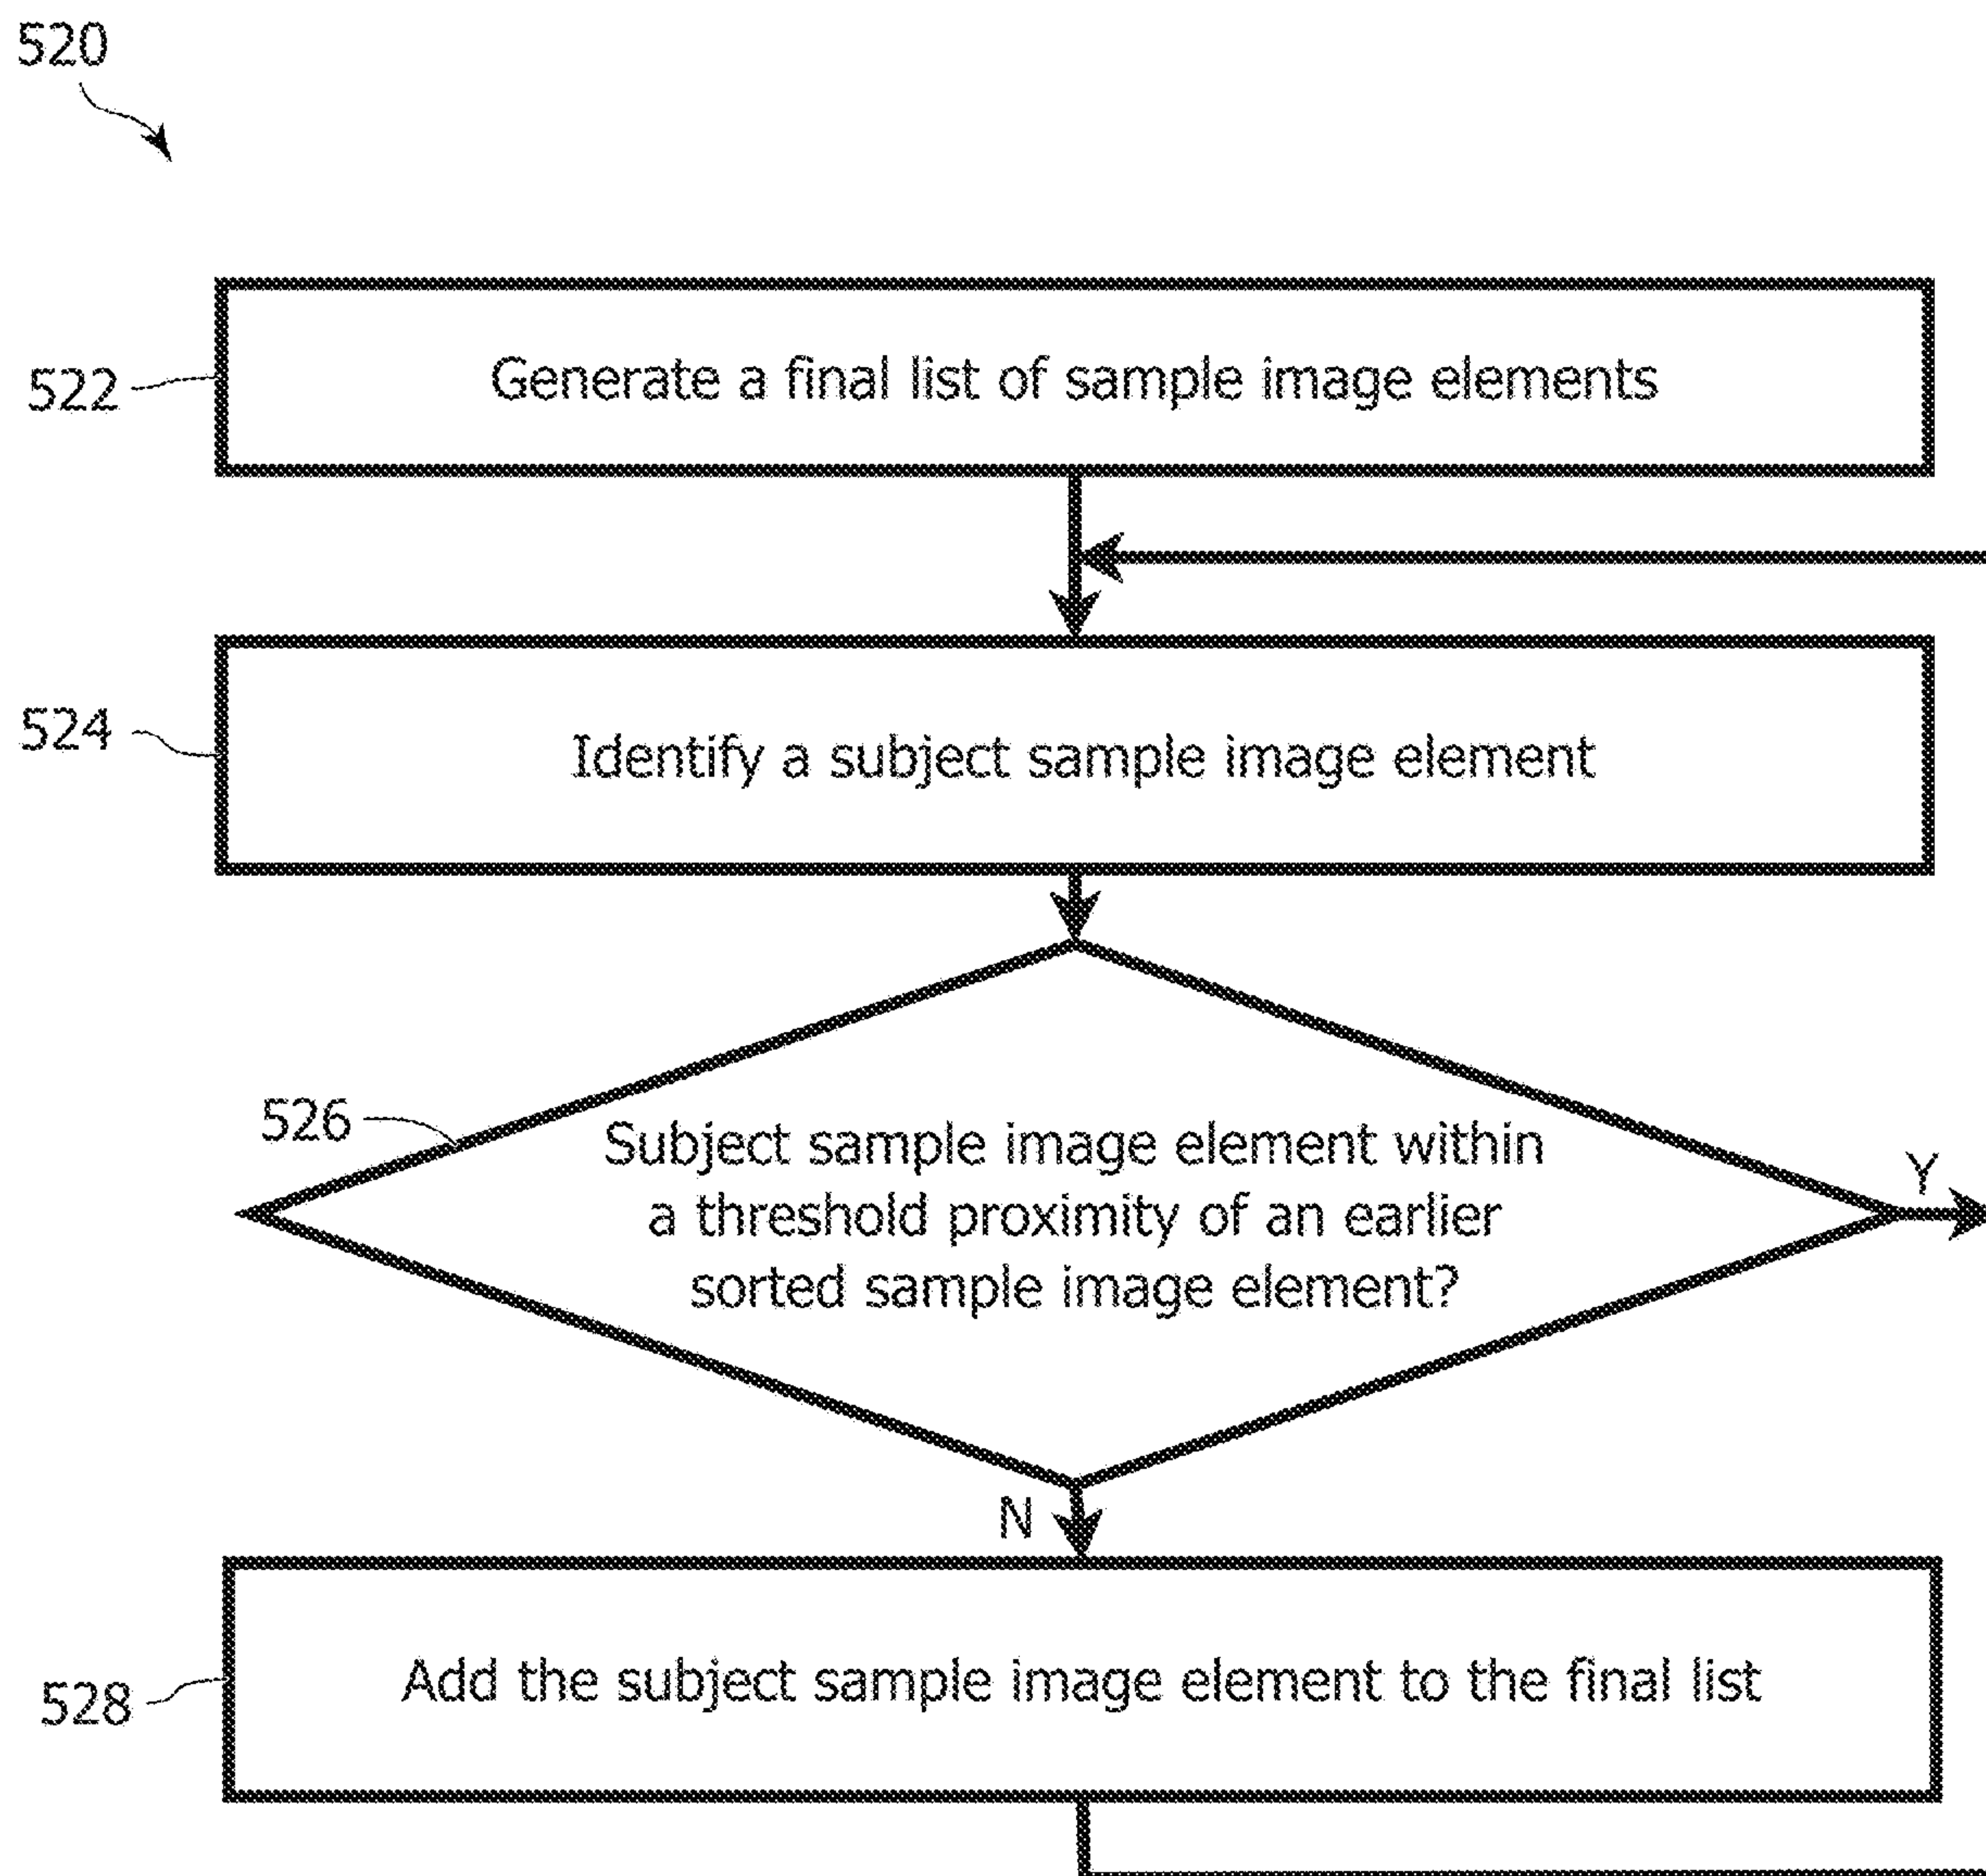 520
522
Generate a final list of sample image elements
524
Identify a subject sample image element
526
Subject sample image element within
a threshold proximity of an earlier
sorted sample image element?
Y
N
528
Add the subject sample image element to the final list